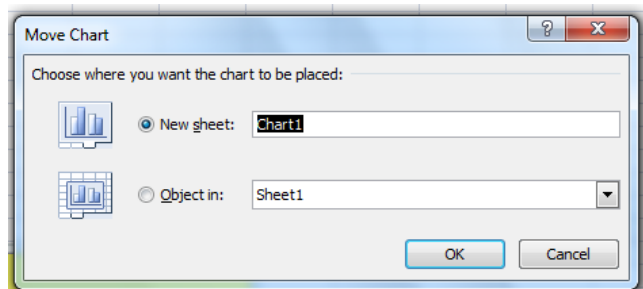 Move Chart
Choose where you want the chart to be placed:
New sheet: Chart1
Object in: Sheet1
OK Cancel